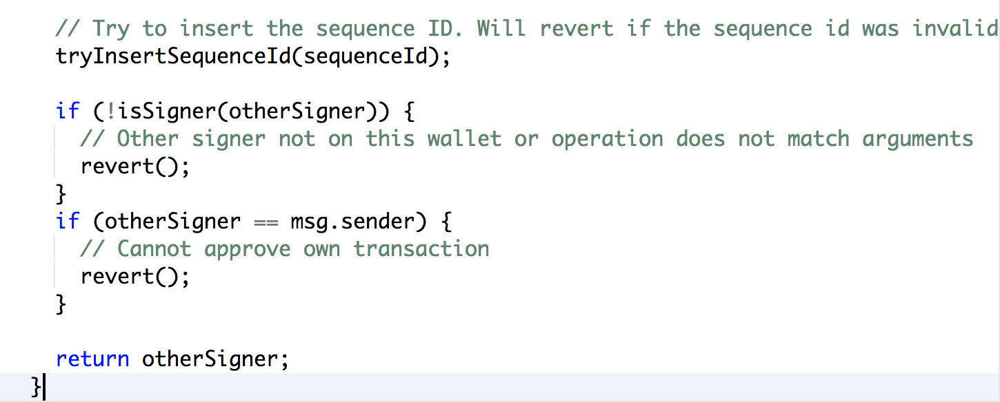 // Try to insert the sequence ID. Will revert if the sequence id was invalid
tryInsertSequenceId(sequenceId);
if (!isSigner(otherSigner)) {
// Other signer not on this wallet or operation does not match arguments
revert();
}
if (otherSigner == msg.sender) {
// Cannot approve own transaction
revert();
}
return otherSigner;
}